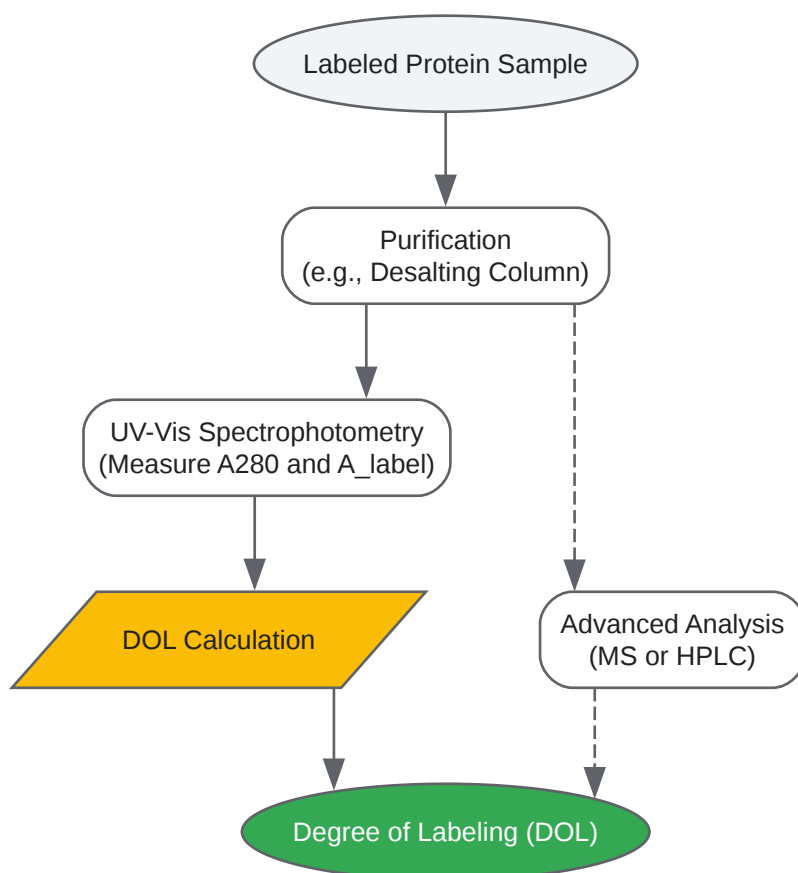 Labeled Protein Sample
Purification
(e.g., Desalting Column)
UV-Vis Spectrophotometry
(Measure A280 and A_label)
DOL Calculation
Advanced Analysis
(MS or HPLC)
Degree of Labeling (DOL)